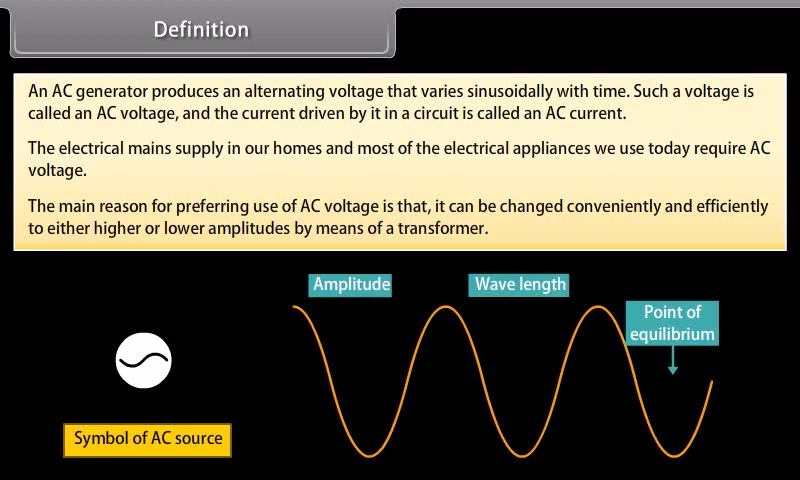 Definition
An AC generator produces an alternating voltage that varies sinusoidally with time. Such a voltage is
called an AC voltage, and the current driven by it in a circuit is called an AC current.
The electrical mains supply in our homes and most of the electrical appliances we use today require AC
voltage.
The main reason for preferring use of AC voltage is that, it can be changed conveniently and efficiently
to either higher or lower amplitudes by means of a transformer.
Amplitude
Wave length
Point of
equilibrium
Symbol of AC source